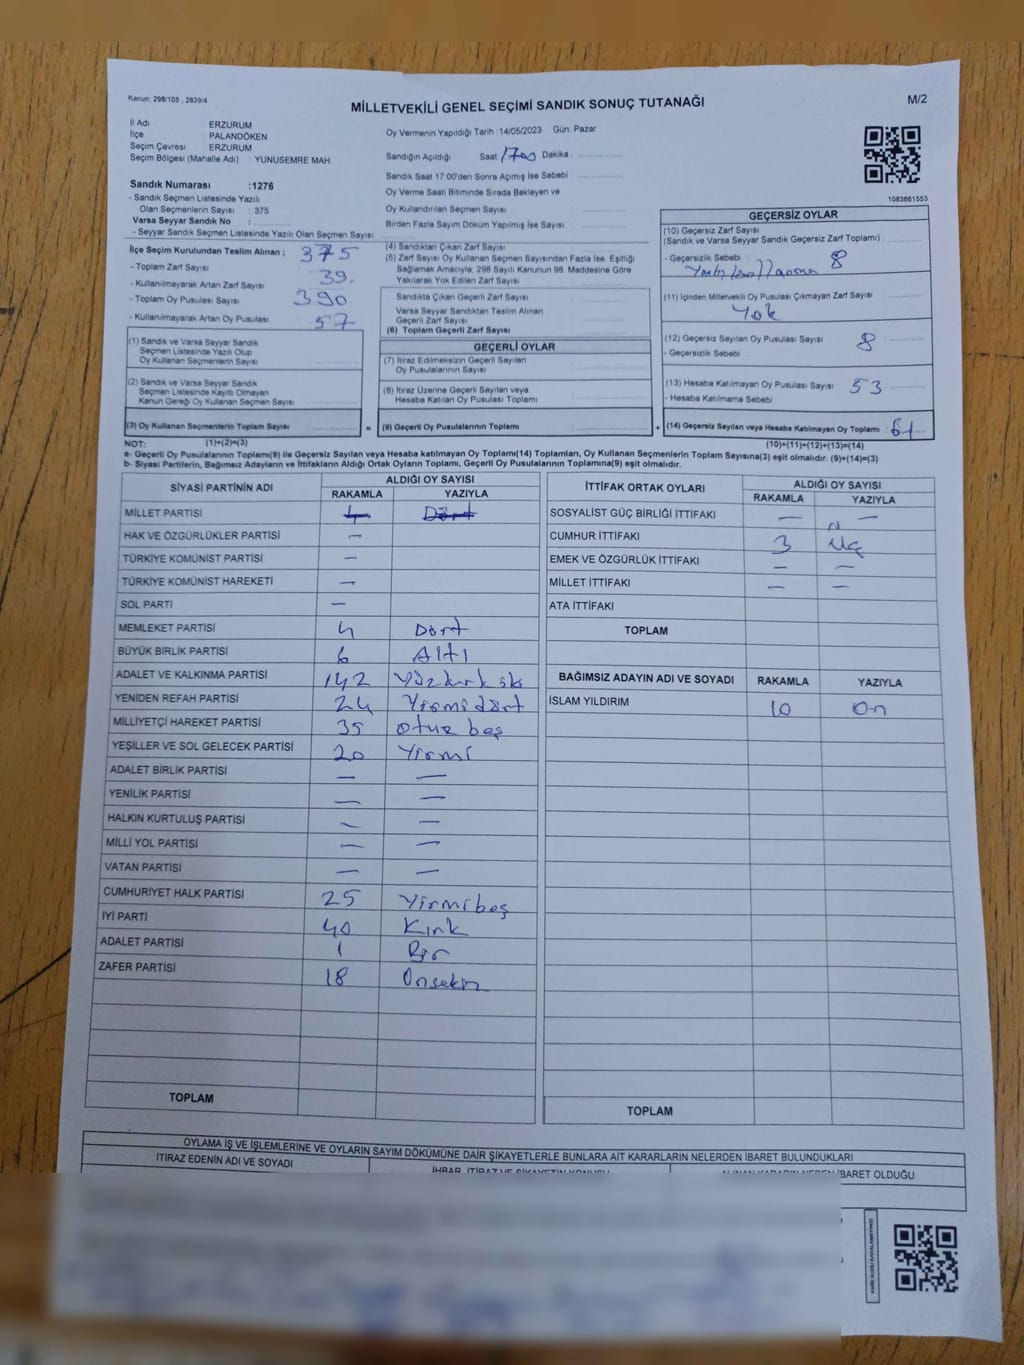 Kanun; 298/105 , 2839/4
MİLLETVEKİLİ GENEL SEÇİMİ SANDIK SONUÇ TUTANAĞI
M/2
İl Adı : ERZURUM
İlçe : PALANDÖKEN
Seçim Çevresi : ERZURUM
Seçim Bölgesi (Mahalle Adı) : YUNUSEMRE MAH.
Sandık Numarası :1276
- Sandık Seçmen Listesinde Yazılı
Olan Seçmenlerin Sayısı : 375
Varsa Seyyar Sandık No :
- Seyyar Sandık Seçmen Listesinde Yazılı Olan Seçmen Sayısı:
İlçe Seçim Kurulundan Teslim Alınan ; 375
- Toplam Zarf Sayısı
- Kullanılmayarak Artan Zarf Sayısı : 39.
- Toplam Oy Pusulası Sayısı : 390
- Kullanılmayarak Artan Oy Pusulası : 57
(1) Sandık ve Varsa Seyyar Sandık
Seçmen Listesinde Yazılı Olup
Oy Kullanan Seçmenlerin Sayısı :
(2) Sandık ve Varsa Seyyar Sandık
Seçmen Listesinde Kayıtlı Olmayan
Kanun Gereği Oy Kullanan Seçmen Sayısı :
(3) Oy Kullanan Seçmenlerin Toplam Sayısı :
Oy Vermenin Yapıldığı Tarih :14/05/2023 Gün: Pazar
Sandığın Açıldığı Saat 1700 Dakika :
Sandık Saat 17:00'den Sonra Açılmış İse Sebebi :
Oy Verme Saati Bitiminde Sırada Bekleyen ve
Oy Kullandırılan Seçmen Sayısı :
Birden Fazla Sayım Döküm Yapılmış İse Sayısı :
(4) Sandıktan Çıkan Zarf Sayısı
(5) Zarf Sayısı Oy Kullanan Seçmen Sayısından Fazla İse, Eşitliği
Sağlamak Amacıyla; 298 Sayılı Kanunun 98. Maddesine Göre
Yakılarak Yok Edilen Zarf Sayısı :
Sandıkta Çıkan Geçerli Zarf Sayısı
Varsa Seyyar Sandıktan Teslim Alınan
Geçerli Zarf Sayısı
(6) Toplam Geçerli Zarf Sayısı
GEÇERLİ OYLAR
(7) İtiraz Edilmeksizin Geçerli Sayılan
Oy Pusulalarının Sayısı :
(8) İtiraz Üzerine Geçerli Sayılan veya
Hesaba Katılan Oy Pusulası Toplamı :
= (9) Geçerli Oy Pusulalarının Toplamı :
1083661553
GEÇERSİZ OYLAR
(10) Geçersiz Zarf Sayısı
(Sandık ve Varsa Seyyar Sandık Geçersiz Zarf Toplamı) :
- Geçersizlik Sebebi : 8
(11) İçinden Milletvekili Oy Pusulası Çıkmayan Zarf Sayısı :
Yok
(12) Geçersiz Sayılan Oy Pusulası Sayısı : 8
- Geçersizlik Sebebi :
(13) Hesaba Katılmayan Oy Pusulası Sayısı : 53
- Hesaba Katılmama Sebebi :
+ (14) Geçersiz Sayılan veya Hesaba Katılmayan Oy Toplamı : 61
NOT: (1)+(2)=(3)
(10)+(11)+(12)+(13)=(14)
a- Geçerli Oy Pusulalarının Toplamı(9) ile Geçersiz Sayılan veya Hesaba katılmayan Oy Toplamı(14) Toplamları, Oy Kullanan Seçmenlerin Toplam Sayısına(3) eşit olmalıdır. (9)+(14)=(3)
b- Siyasi Partilerin, Bağımsız Adayların ve İttifakların Aldığı Ortak Oyların Toplamı, Geçerli Oy Pusulalarının Toplamına(9) eşit olmalıdır.
SİYASİ PARTİNİN ADI
ALDIĞI OY SAYISI
RAKAMLA YAZIYLA
MİLLET PARTİSİ 4 Dört
HAK VE ÖZGÜRLÜKLER PARTİSİ —
TÜRKİYE KOMÜNİST PARTİSİ —
TÜRKİYE KOMÜNİST HAREKETİ —
SOL PARTİ —
MEMLEKET PARTİSİ 4 Dört
BÜYÜK BİRLİK PARTİSİ 6 Altı
ADALET VE KALKINMA PARTİSİ 142 Yüzkırk iki
YENİDEN REFAH PARTİSİ 24 Yirmi dört
MİLLİYETÇİ HAREKET PARTİSİ 35 otuz beş
YEŞİLLER VE SOL GELECEK PARTİSİ 20 Yirmi
ADALET BİRLİK PARTİSİ — —
YENİLİK PARTİSİ — —
HALKIN KURTULUŞ PARTİSİ — —
MİLLİ YOL PARTİSİ — —
VATAN PARTİSİ — —
CUMHURİYET HALK PARTİSİ 25 Yirmibeş
İYİ PARTİ 40 Kırk
ADALET PARTİSİ 1 Bir
ZAFER PARTİSİ 18 Onsekiz
TOPLAM
İTTİFAK ORTAK OYLARI
ALDIĞI OY SAYISI
RAKAMLA YAZIYLA
SOSYALİST GÜÇ BİRLİĞİ İTTİFAKI — —
CUMHUR İTTİFAKI 3 Üç
EMEK VE ÖZGÜRLÜK İTTİFAKI — —
MİLLET İTTİFAKI — —
ATA İTTİFAKI
TOPLAM
BAĞIMSIZ ADAYIN ADI VE SOYADI RAKAMLA YAZIYLA
İSLAM YILDIRIM 10 On
TOPLAM
OYLAMA İŞ VE İŞLEMLERİNE VE OYLARIN SAYIM DÖKÜMÜNE DAİR ŞİKAYETLERLE BUNLARA AİT KARARLARIN NELERDEN İBARET BULUNDUKLARI
İTİRAZ EDENİN ADI VE SOYADI
İHBAR, İTİRAZ VE ŞİKAYETİN KONUSU
ALINAN KARARIN NEDEN İBARET OLDUĞU